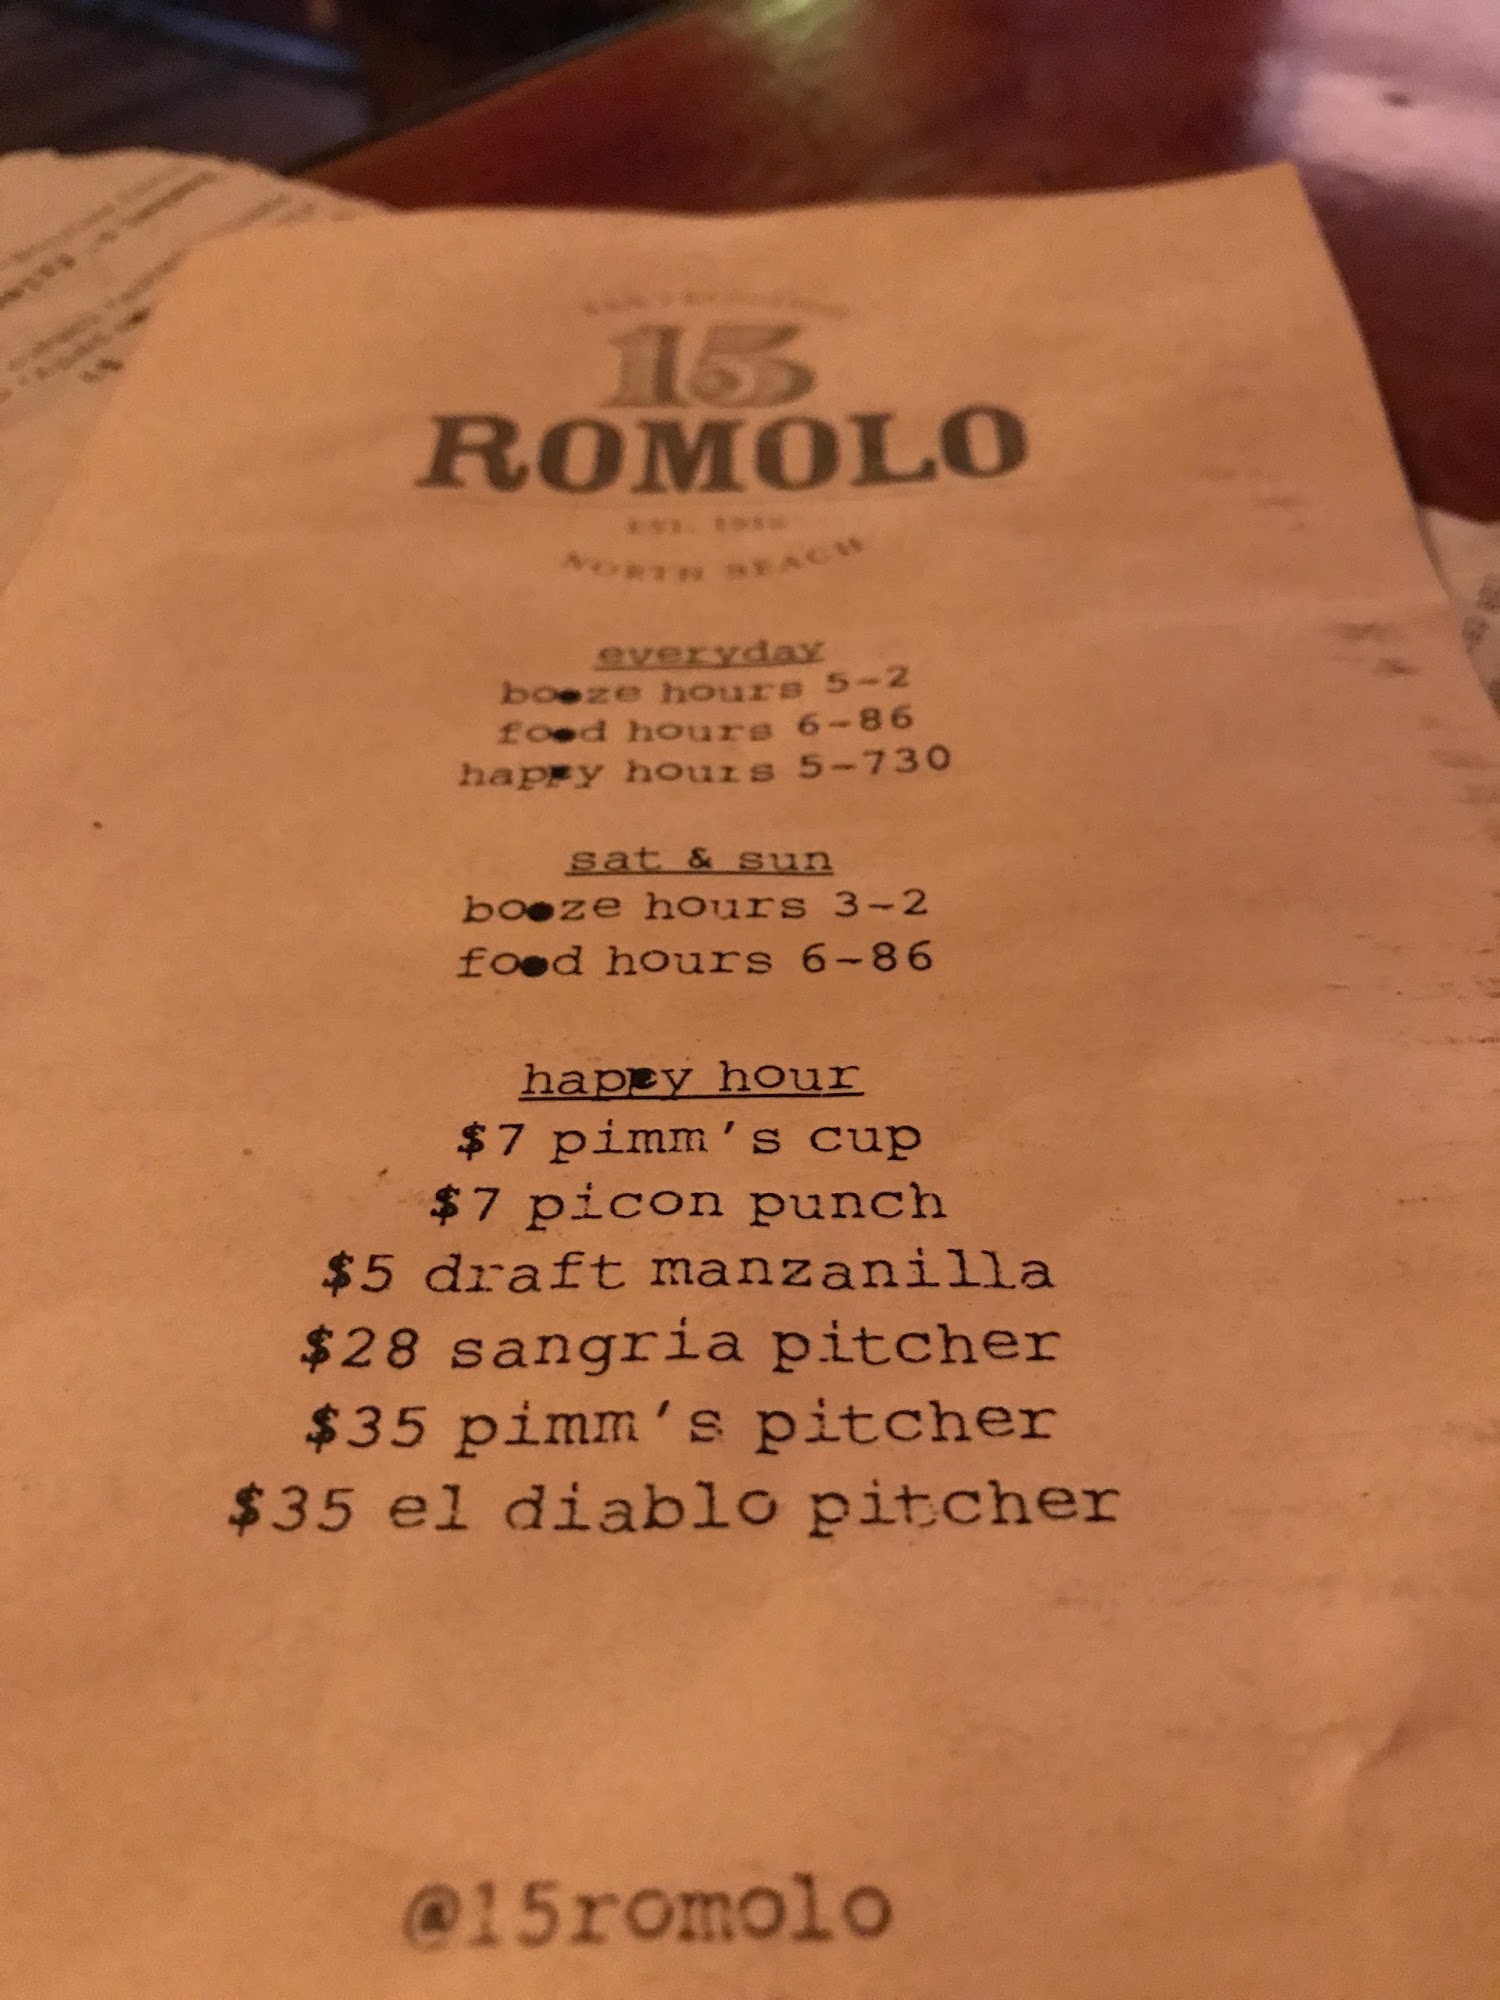 SAN FRANCISCO
15
ROMOLO
NORTH BEACH
everyday
booze hours 5-2
food hours 6-86
happy hours 5-730
sat & sun
booze hours 3-2
food hours 6-86
happy hour
$7 pimm's cup
$7 picon punch
$5 draft manzanilla
$28 sangria pitcher
$35 pimm's pitcher
$35 el diablo pitcher
@15romolo